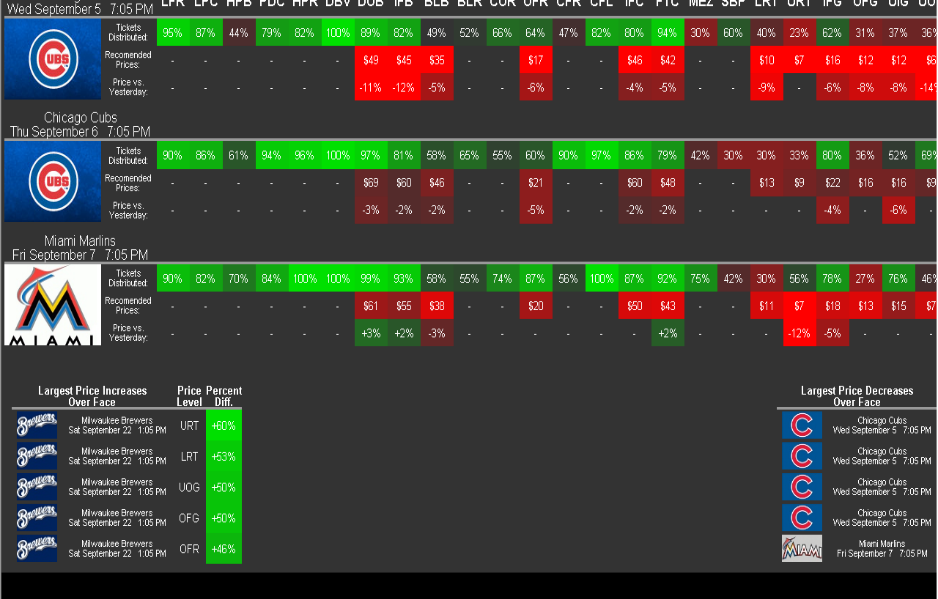 Wed September 5 7:05 PM LFR LFC HPB PDC HPR DBV DOB IFB BLB BLR COR OFR CFR CFL IFC FTC MEZ SBP LRT URT IFG OFG UIG UOG
Tickets Distributed: 95% 87% 44% 79% 82% 100% 89% 82% 49% 52% 66% 64% 47% 82% 80% 94% 30% 60% 40% 23% 62% 31% 37% 36%
Recomended Prices: - - - - - - $49 $45 $35 - - $17 - - $46 $42 - - $10 $7 $16 $12 $12 $6
Price vs. Yesterday: - - - - - - -11% -12% -5% - - -6% - - -4% -5% - - -9% - -6% -8% -8% -14%
CUBS
Chicago Cubs
Thu September 6 7:05 PM
Tickets Distributed: 90% 86% 61% 94% 96% 100% 97% 81% 58% 65% 55% 60% 90% 97% 86% 79% 42% 30% 30% 33% 80% 36% 52% 69%
Recomended Prices: - - - - - - $69 $60 $46 - - $21 - - $60 $48 - - $13 $9 $22 $16 $16 $9
Price vs. Yesterday: - - - - - - -3% -2% -2% - - -5% - - -2% -2% - - - - -4% - -6% -
CUBS
Miami Marlins
Fri September 7 7:05 PM
Tickets Distributed: 90% 82% 70% 84% 100% 100% 99% 93% 58% 55% 74% 87% 56% 100% 87% 92% 75% 42% 30% 56% 78% 27% 76% 46%
Recomended Prices: - - - - - - $61 $55 $38 - - $20 - - $50 $43 - - $11 $7 $18 $13 $15 $7
Price vs. Yesterday: - - - - - - +3% +2% -3% - - - - - - +2% - - - -12% -5% - - -
MIAMI
Largest Price Increases Over Face Price Level Percent Diff.
Brewers Milwaukee Brewers Sat September 22 1:05 PM URT +60%
Brewers Milwaukee Brewers Sat September 22 1:05 PM LRT +53%
Brewers Milwaukee Brewers Sat September 22 1:05 PM UOG +50%
Brewers Milwaukee Brewers Sat September 22 1:05 PM OFG +50%
Brewers Milwaukee Brewers Sat September 22 1:05 PM OFR +46%
Largest Price Decreases Over Face
C Chicago Cubs Wed September 5 7:05 PM
C Chicago Cubs Wed September 5 7:05 PM
C Chicago Cubs Wed September 5 7:05 PM
C Chicago Cubs Wed September 5 7:05 PM
MIAMI Miami Marlins Fri September 7 7:05 PM